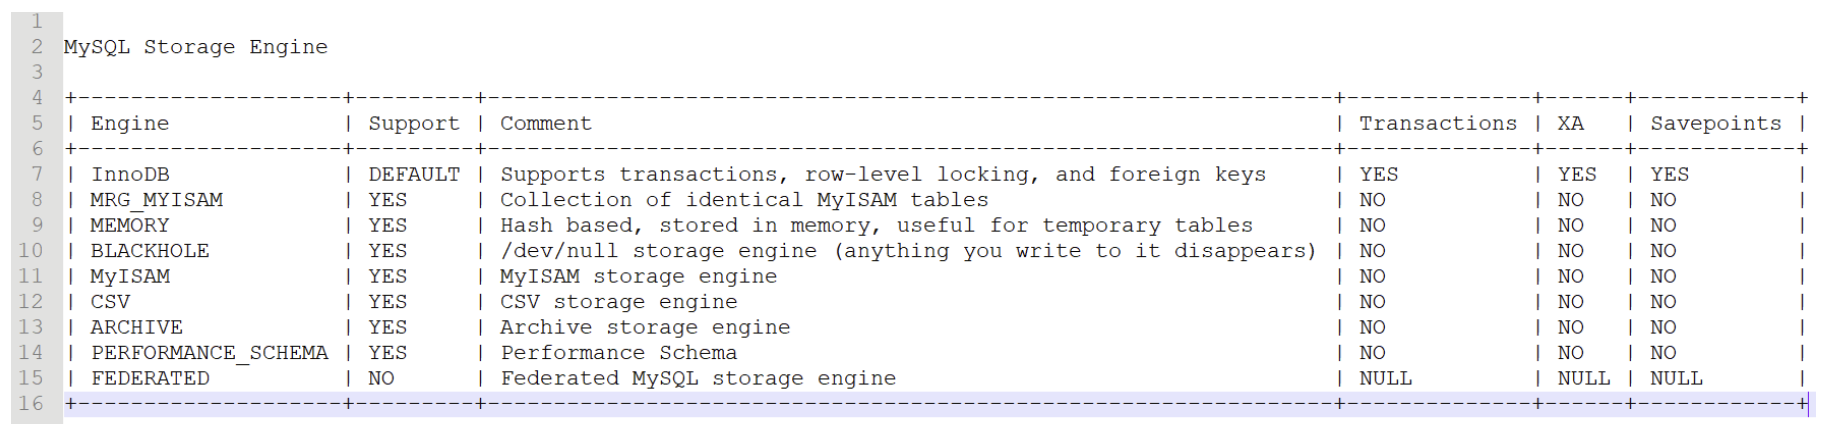 1
2 MySQL Storage Engine
3
4 +--------------------+---------+----------------------------------------------------------------+--------------+------+------------+
5 | Engine             | Support | Comment                                                        | Transactions | XA   | Savepoints |
6 +--------------------+---------+----------------------------------------------------------------+--------------+------+------------+
7 | InnoDB             | DEFAULT | Supports transactions, row-level locking, and foreign keys     | YES          | YES  | YES        |
8 | MRG_MYISAM         | YES     | Collection of identical MyISAM tables                          | NO           | NO   | NO         |
9 | MEMORY             | YES     | Hash based, stored in memory, useful for temporary tables      | NO           | NO   | NO         |
10 | BLACKHOLE          | YES     | /dev/null storage engine (anything you write to it disappears) | NO           | NO   | NO         |
11 | MyISAM             | YES     | MyISAM storage engine                                          | NO           | NO   | NO         |
12 | CSV                | YES     | CSV storage engine                                             | NO           | NO   | NO         |
13 | ARCHIVE            | YES     | Archive storage engine                                         | NO           | NO   | NO         |
14 | PERFORMANCE_SCHEMA | YES     | Performance Schema                                             | NO           | NO   | NO         |
15 | FEDERATED          | NO      | Federated MySQL storage engine                                 | NULL         | NULL | NULL       |
16 +--------------------+---------+----------------------------------------------------------------+--------------+------+------------+